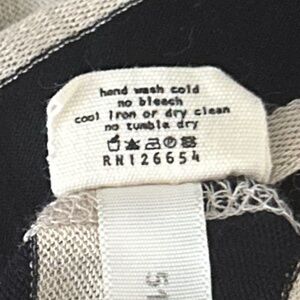 hand wash cold
no bleach
cool iron or dry clean
no tumble dry
RN126654